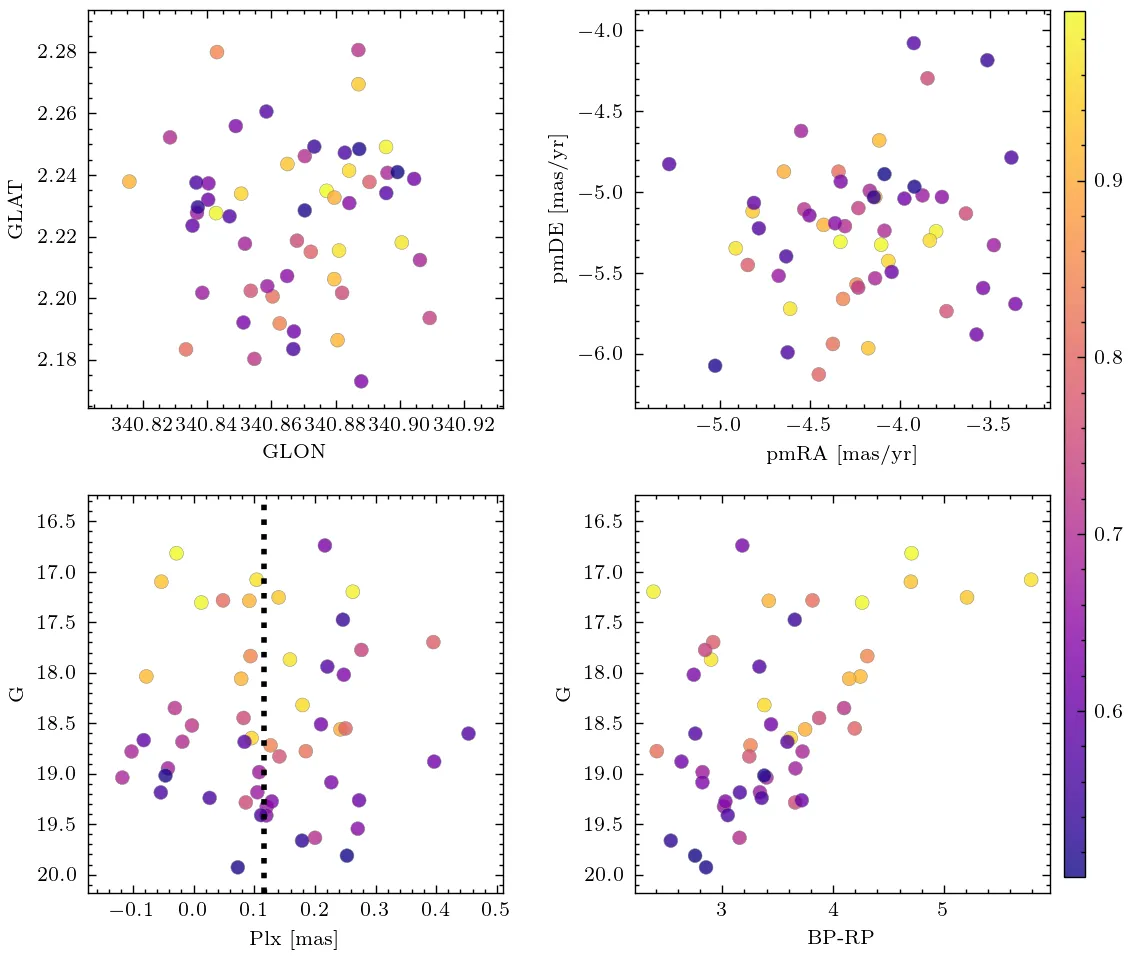 2.28
2.26
2.24
2.22
2.20
2.18
GLAT
340.82 340.84 340.86 340.88 340.90 340.92
GLON
−4.0
−4.5
−5.0
−5.5
−6.0
pmDE [mas/yr]
−5.0 −4.5 −4.0 −3.5
pmRA [mas/yr]
0.9
0.8
0.7
0.6
16.5
17.0
17.5
18.0
18.5
19.0
19.5
20.0
G
−0.1 0.0 0.1 0.2 0.3 0.4 0.5
Plx [mas]
16.5
17.0
17.5
18.0
18.5
19.0
19.5
20.0
G
3 4 5
BP-RP